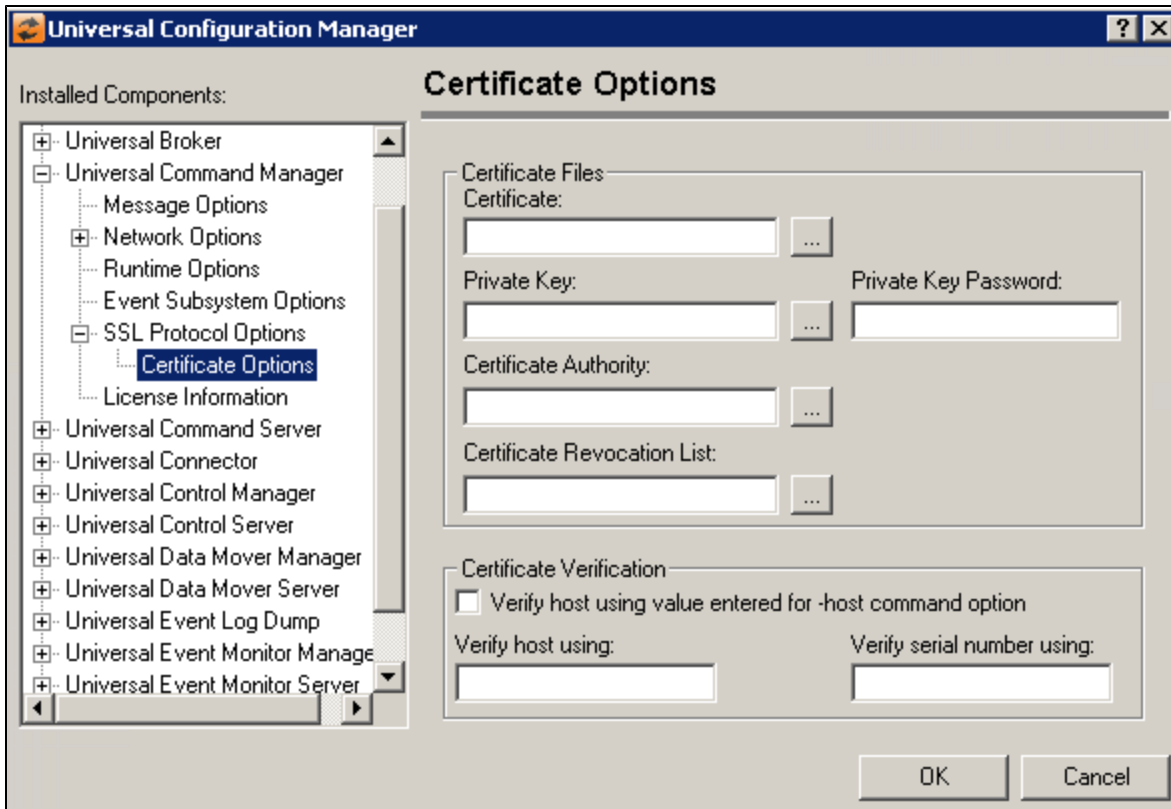 Universal Configuration Manager
Installed Components:
Universal Broker
Universal Command Manager
Message Options
Network Options
Runtime Options
Event Subsystem Options
SSL Protocol Options
Certificate Options
License Information
Universal Command Server
Universal Connector
Universal Control Manager
Universal Control Server
Universal Data Mover Manager
Universal Data Mover Server
Universal Event Log Dump
Universal Event Monitor Manage
Universal Event Monitor Server
Certificate Options
Certificate Files
Certificate:
...
Private Key:
Private Key Password:
...
Certificate Authority:
...
Certificate Revocation List:
...
Certificate Verification
Verify host using value entered for -host command option
Verify host using:
Verify serial number using:
OK
Cancel